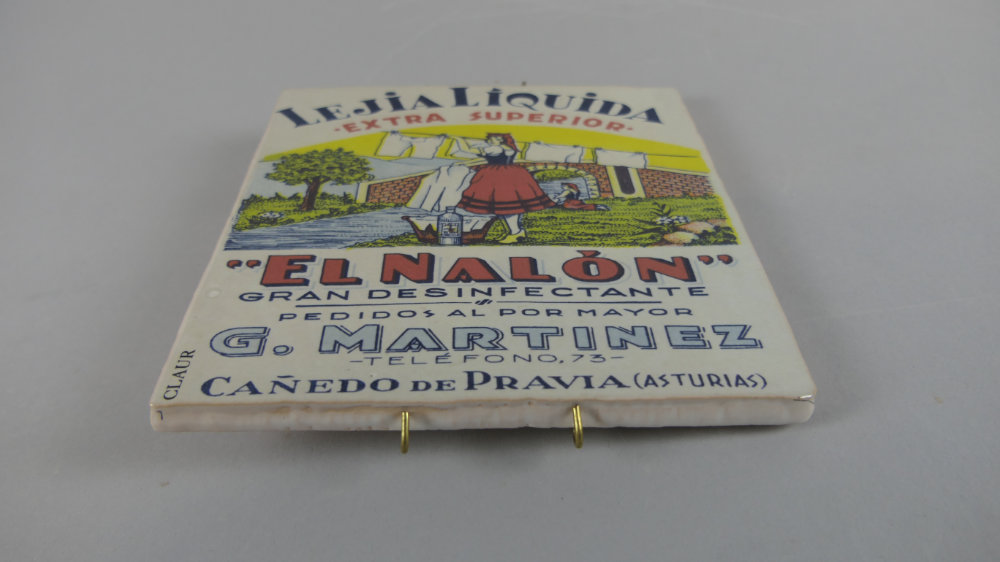 LEJIA LIQUIDA
·EXTRA SUPERIOR·
"EL NALÓN"
GRAN DESINFECTANTE
PEDIDOS AL POR MAYOR
G. MARTINEZ
-TELÉFONO, 73-
CAÑEDO DE PRAVIA (ASTURIAS)
CLAUR